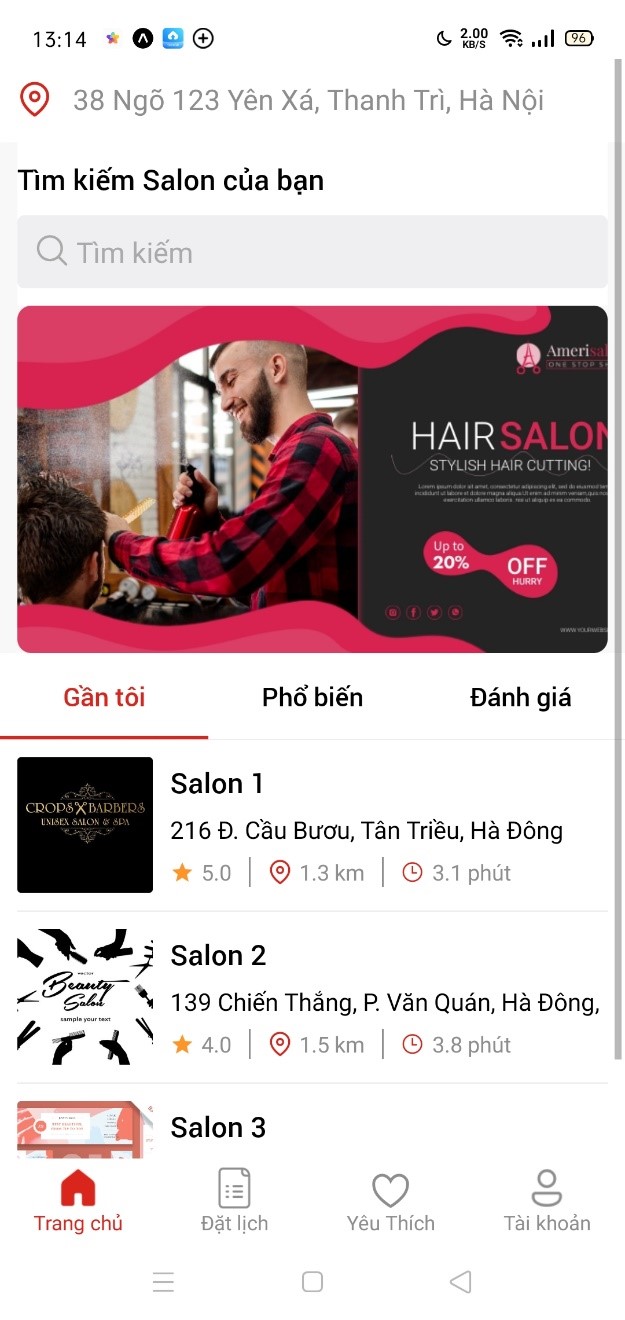 13:14
2.00
KB/S
96
38 Ngõ 123 Yên Xá, Thanh Trì, Hà Nội
Tìm kiếm Salon của bạn
Tìm kiếm
Amerisal
ONE STOP S
HAIR SALON
STYLISH HAIR CUTTING!
Lorem ipsum dolor sit amet, consectetur adipiscing elit, sed do eiusmod tem
incididunt ut labore et dolore magna aliqua.Ut enim ad minim veniam,quis nos
exercitation ullamco laboris nisi ut aliquip ex ea commodo.
Up to
20%
OFF
HURRY
WWW.YOURWEBS
Gần tôi
Phổ biến
Đánh giá
CROPS X BARBERS
UNISEX SALON & SPA
Salon 1
216 Đ. Cầu Bươu, Tân Triều, Hà Đông
5.0 1.3 km 3.1 phút
Beauty
Salon
sample your text
Salon 2
139 Chiến Thắng, P. Văn Quán, Hà Đông,
4.0 1.5 km 3.8 phút
Salon 3
Trang chủ
Đặt lịch
Yêu Thích
Tài khoản